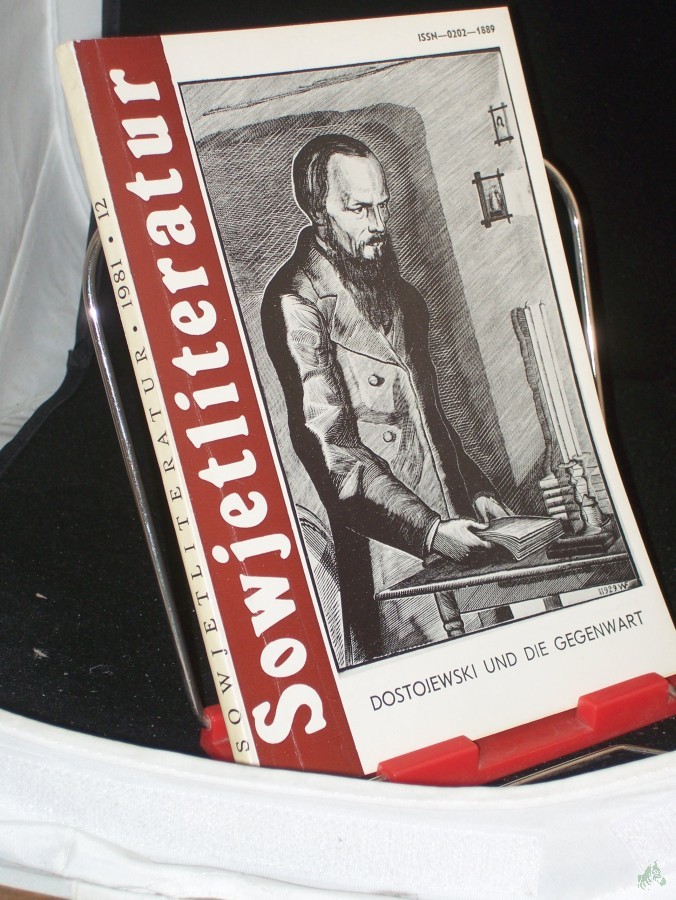 ISSN—0202—1889
Sowjetliteratur
SOWJETLITERATUR • 1981 • 12
DOSTOJEWSKI UND DIE GEGENWART